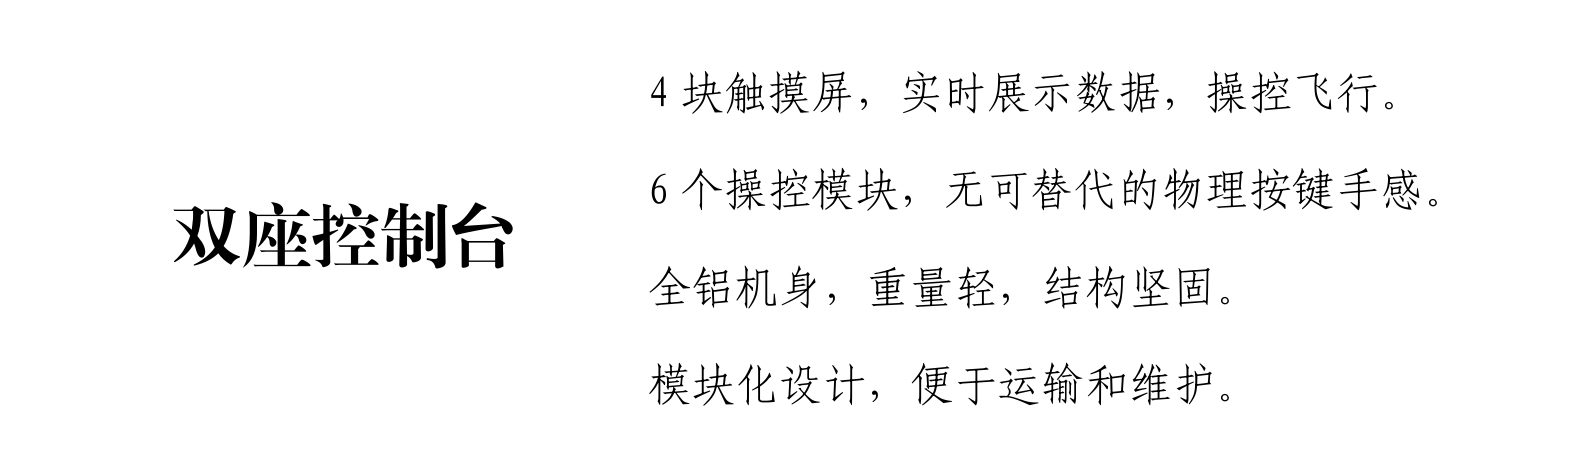 双座控制台
4 块触摸屏，实时展示数据，操控飞行。
6 个操控模块，无可替代的物理按键手感。
全铝机身，重量轻，结构坚固。
模块化设计，便于运输和维护。